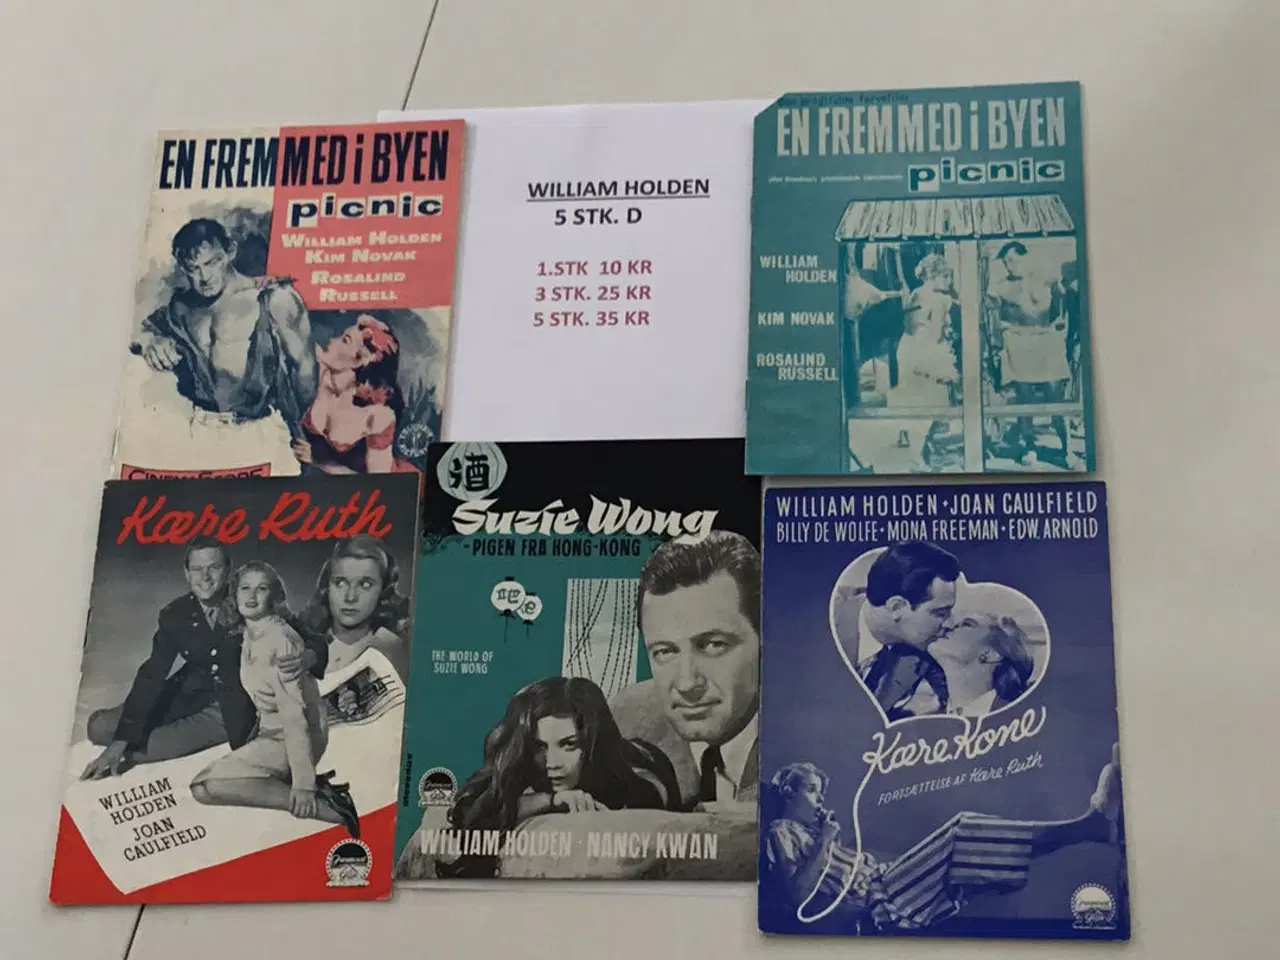 EN FREMMED i BYEN
picnic
WILLIAM HOLDEN
KIM NOVAK
ROSALIND
RUSSELL
WILLIAM HOLDEN
5 STK. D
1.STK 10 KR
3 STK. 25 KR
5 STK. 35 KR
EN FREMMED i BYEN
picnic
WILLIAM
HOLDEN
KIM NOVAK
ROSALIND
RUSSELL
Kære Ruth
WILLIAM
HOLDEN
JOAN
CAULFIELD
Paramount
酒
Suzie Wong
- PIGEN FRA HONG-KONG
THE WORLD OF
SUZIE WONG
WILLIAM HOLDEN · NANCY KWAN
WILLIAM HOLDEN · JOAN CAULFIELD
BILLY DE WOLFE · MONA FREEMAN · EDW. ARNOLD
Kære Kone
FORTSÆTTELSE AF Kære Ruth
Paramount